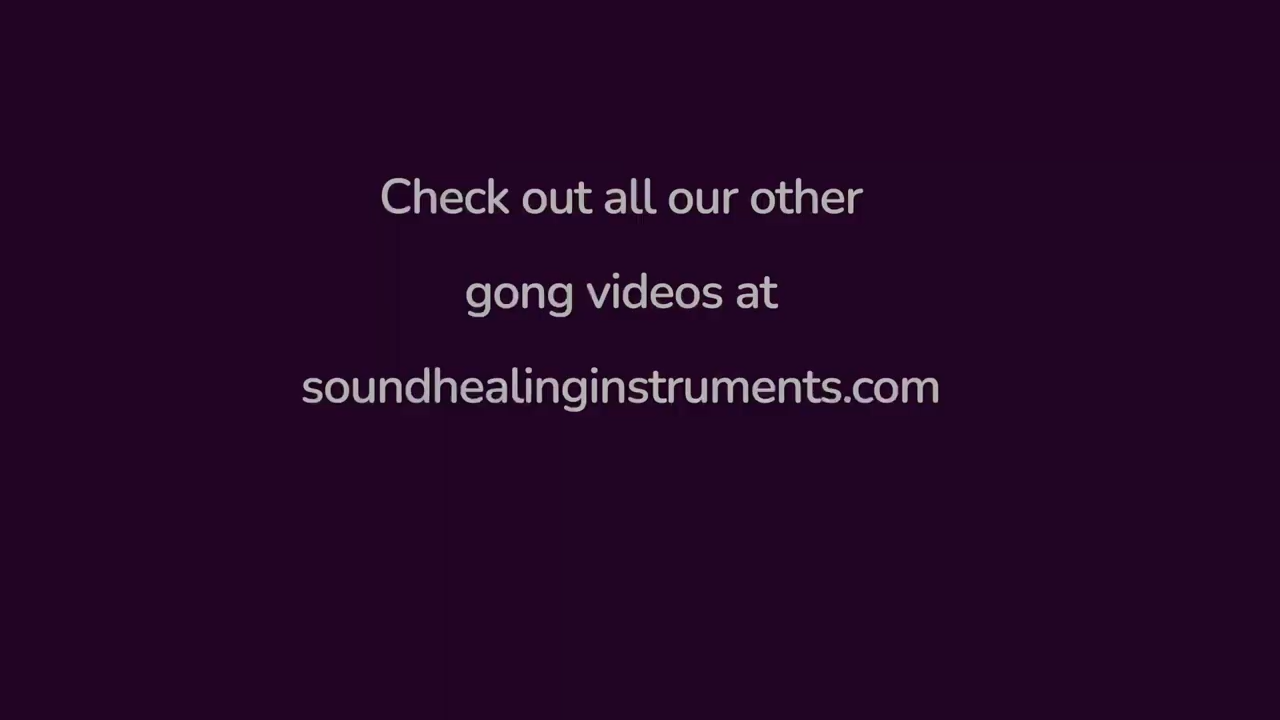 Check out all our other
gong videos at
soundhealinginstruments.com